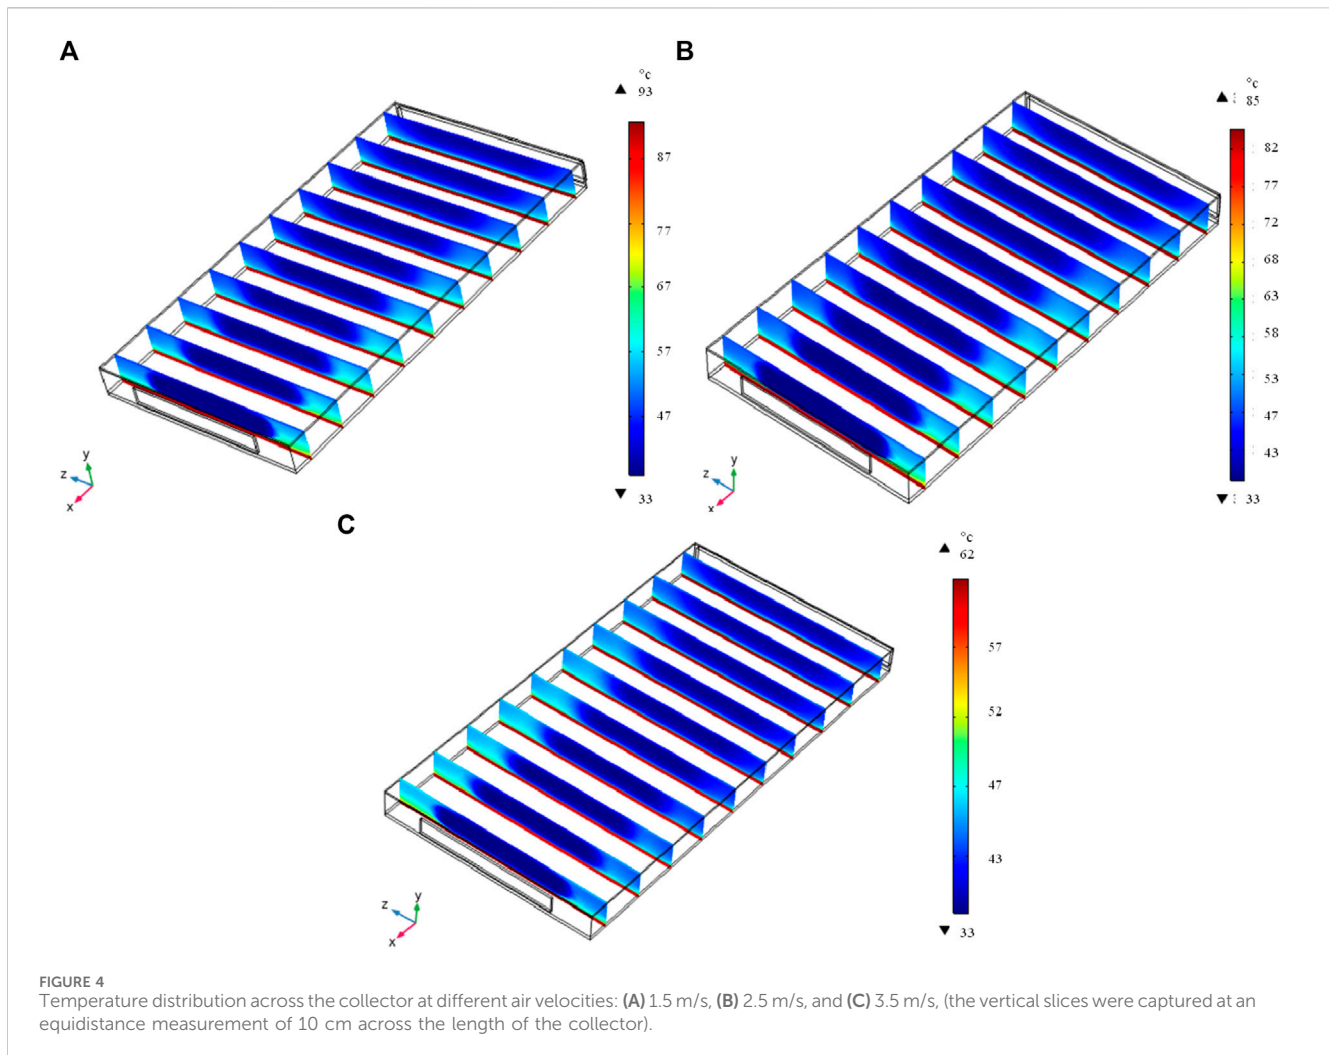 A
°c
▲ 93
87
77
67
57
47
▼ 33
y
z
x
B
°c
▲ 85
82
77
72
68
63
58
53
47
43
▼ 33
y
z
x
C
°c
▲ 62
57
52
47
43
▼ 33
y
z
x
FIGURE 4
Temperature distribution across the collector at different air velocities: (A) 1.5 m/s, (B) 2.5 m/s, and (C) 3.5 m/s, (the vertical slices were captured at an
equidistance measurement of 10 cm across the length of the collector).